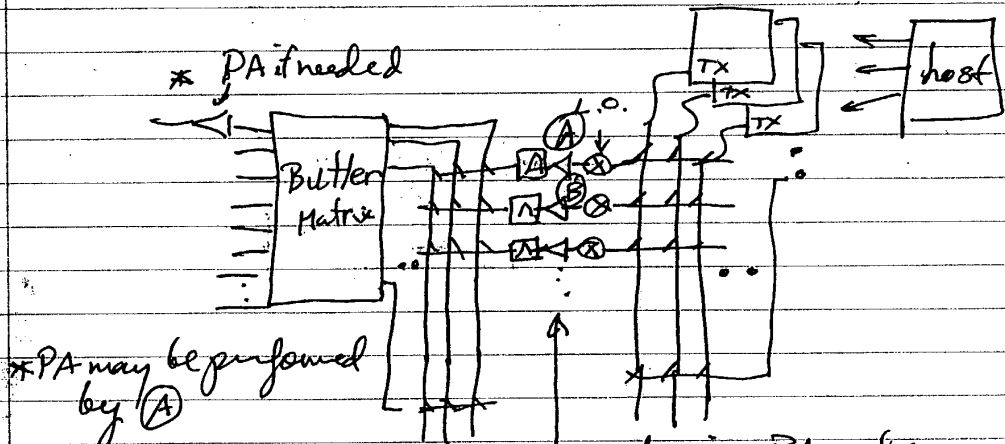 * PA if needed
TX
TX
TX
host
L.O.
A
B
Butler
Matrix
*PA may be performed
by A